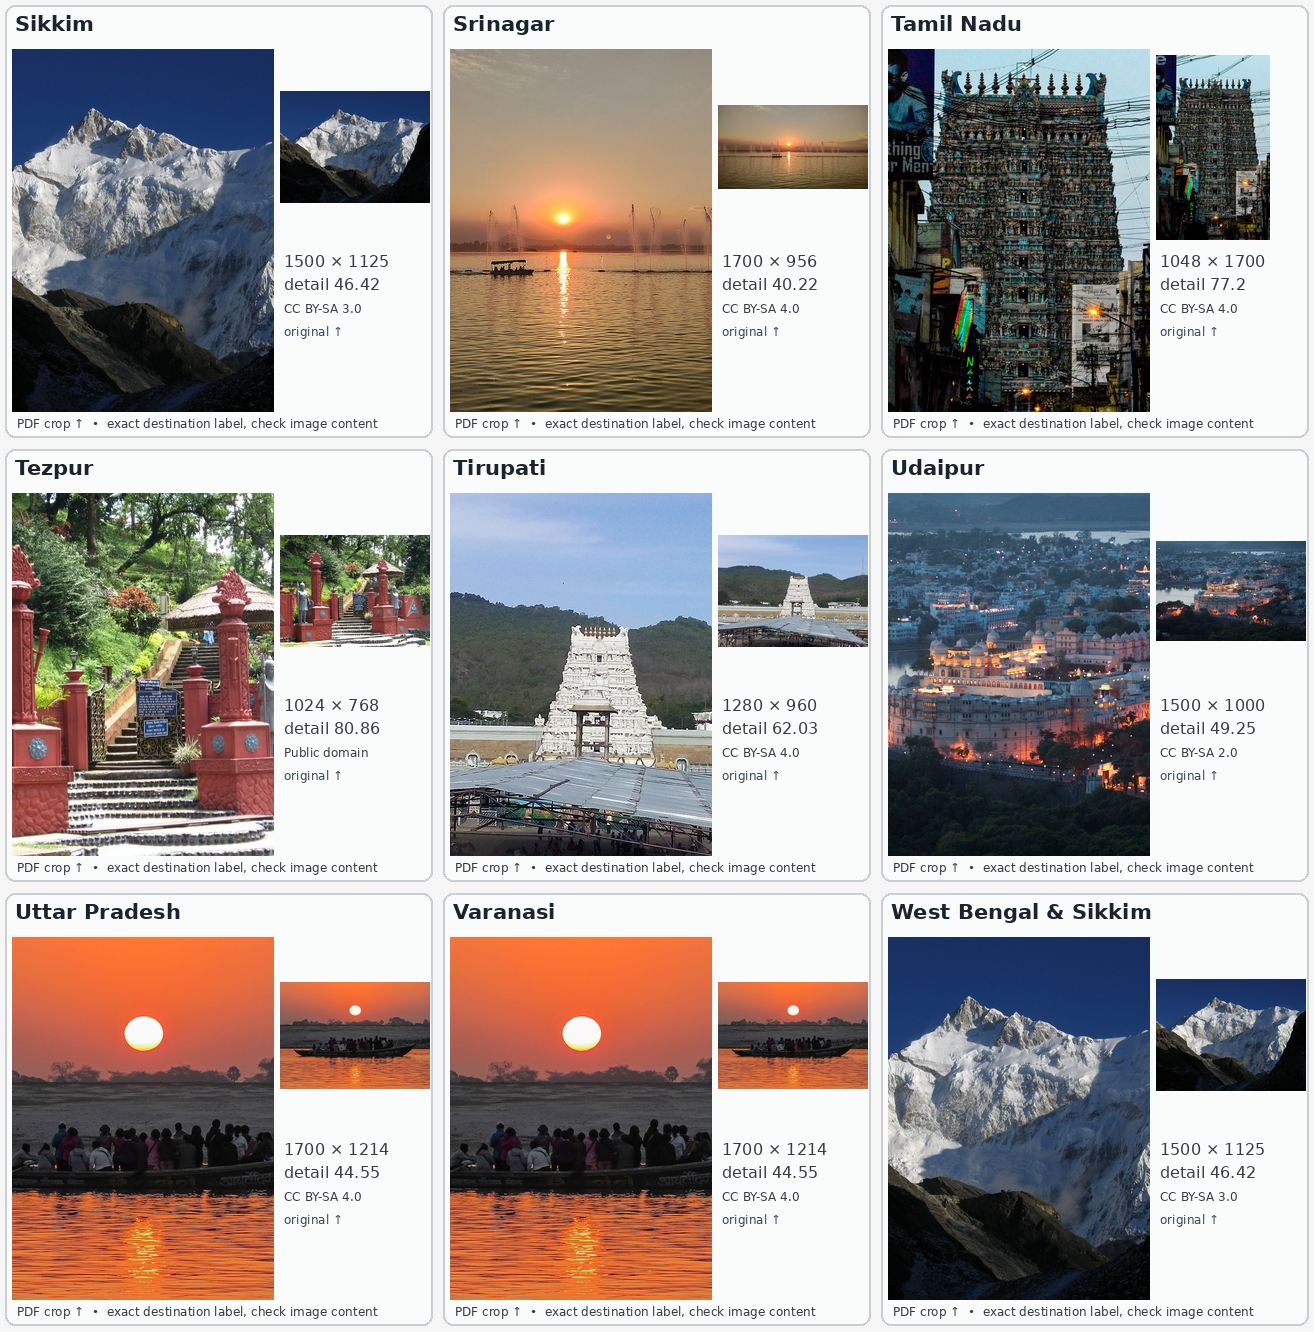 Sikkim
1500 × 1125
detail 46.42
CC BY-SA 3.0
original ↑
PDF crop ↑ • exact destination label, check image content
Srinagar
1700 × 956
detail 40.22
CC BY-SA 4.0
original ↑
PDF crop ↑ • exact destination label, check image content
Tamil Nadu
thing
r Men
1048 × 1700
detail 77.2
CC BY-SA 4.0
original ↑
PDF crop ↑ • exact destination label, check image content
Tezpur
1024 × 768
detail 80.86
Public domain
original ↑
PDF crop ↑ • exact destination label, check image content
Tirupati
1280 × 960
detail 62.03
CC BY-SA 4.0
original ↑
PDF crop ↑ • exact destination label, check image content
Udaipur
1500 × 1000
detail 49.25
CC BY-SA 2.0
original ↑
PDF crop ↑ • exact destination label, check image content
Uttar Pradesh
1700 × 1214
detail 44.55
CC BY-SA 4.0
original ↑
PDF crop ↑ • exact destination label, check image content
Varanasi
1700 × 1214
detail 44.55
CC BY-SA 4.0
original ↑
PDF crop ↑ • exact destination label, check image content
West Bengal & Sikkim
1500 × 1125
detail 46.42
CC BY-SA 3.0
original ↑
PDF crop ↑ • exact destination label, check image content